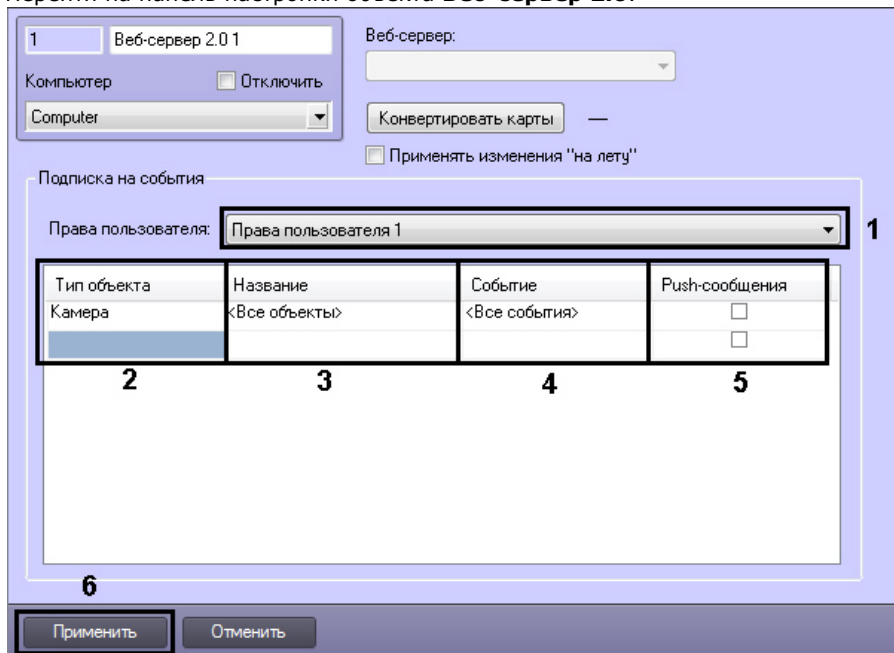 Перейти на панель настройки объекта Веб-сервер 2.0.
1 Веб-сервер 2.0 1
Веб-сервер:
Компьютер Отключить
Computer
Конвертировать карты —
Применять изменения "на лету"
Подписка на события
Права пользователя: Права пользователя 1 1
Тип объекта Название Событие Push-сообщения
Камера <Все объекты> <Все события>
2 3 4 5
6
Применить Отменить